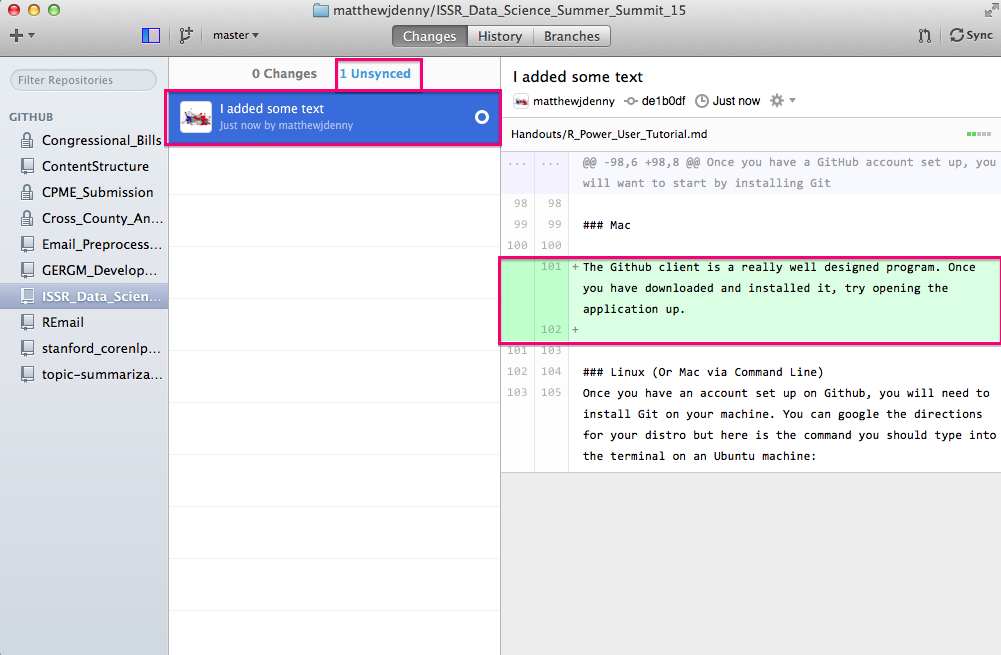 matthewjdenny/ISSR_Data_Science_Summer_Summit_15
master
Changes
History
Branches
Sync
Filter Repositories
GITHUB
Congressional_Bills
ContentStructure
CPME_Submission
Cross_County_An...
Email_Preprocess...
GERGM_Develop...
ISSR_Data_Scien...
REmail
stanford_corenlp...
topic-summariza...
0 Changes
1 Unsynced
I added some text
Just now by matthewjdenny
I added some text
matthewjdenny
de1b0df
Just now
Handouts/R_Power_User_Tutorial.md
... ... @@ -98,6 +98,8 @@ Once you have a GitHub account set up, you
will want to start by installing Git
98 98
99 99 ### Mac
100 100
101 + The Github client is a really well designed program. Once
you have downloaded and installed it, try opening the
application up.
102 +
101 103
102 104 ### Linux (Or Mac via Command Line)
103 105 Once you have an account set up on Github, you will need to
install Git on your machine. You can google the directions
for your distro but here is the command you should type into
the terminal on an Ubuntu machine: